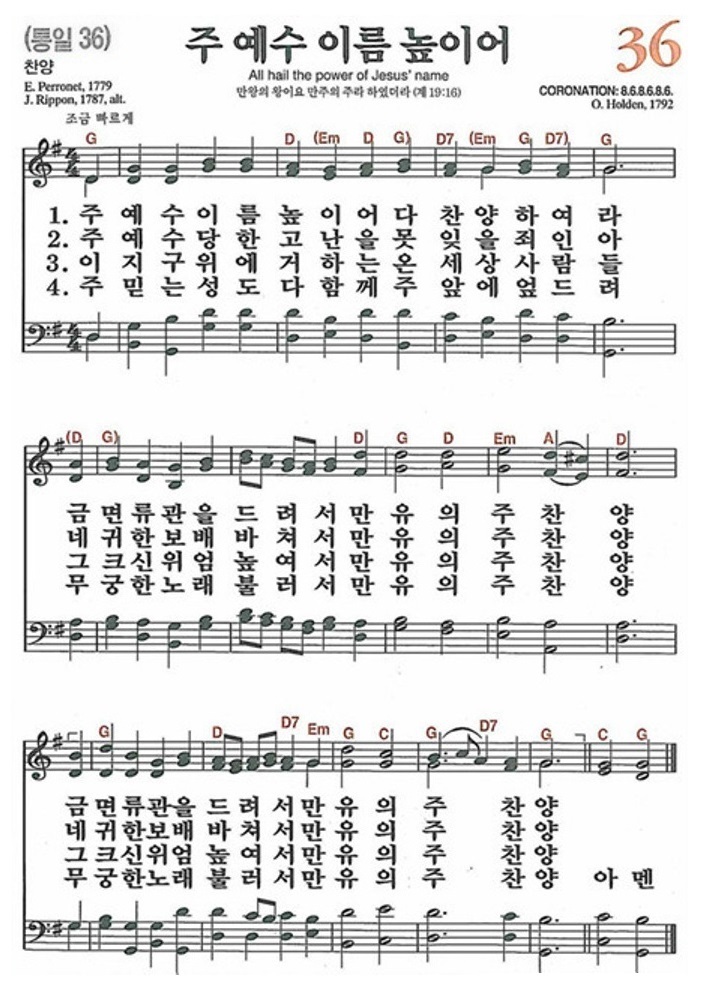 (통일 36)
주 예수 이름 높이어
36
찬양
All hail the power of Jesus' name
E. Perronet, 1779
만왕의 왕이요 만주의 주라 하였더라 (계 19:16)
CORONATION: 8.6.8.6.8.6.
J. Rippon, 1787, alt.
O. Holden, 1792
조금 빠르게
G D (Em D G) D7 (Em G D7) G
1. 주 예 수 이 름 높 이 어 다 찬 양 하 여 라
2. 주 예 수 당 한 고 난 을 못 잊 을 죄 인 아
3. 이 지 구 위 에 거 하 는 온 세 상 사 람 들
4. 주 믿 는 성 도 다 함 께 주 앞 에 엎 드 려
(D G) D G D Em A D
금 면 류 관 을 드 려 서 만 유 의 주 찬 양
네 귀 한 보 배 바 쳐 서 만 유 의 주 찬 양
그 크 신 위 엄 높 여 서 만 유 의 주 찬 양
무 궁 한 노 래 불 러 서 만 유 의 주 찬 양
G D D7 Em G C G D7 G C G
금 면 류 관 을 드 려 서 만 유 의 주 찬 양
네 귀 한 보 배 바 쳐 서 만 유 의 주 찬 양
그 크 신 위 엄 높 여 서 만 유 의 주 찬 양
무 궁 한 노 래 불 러 서 만 유 의 주 찬 양 아 멘